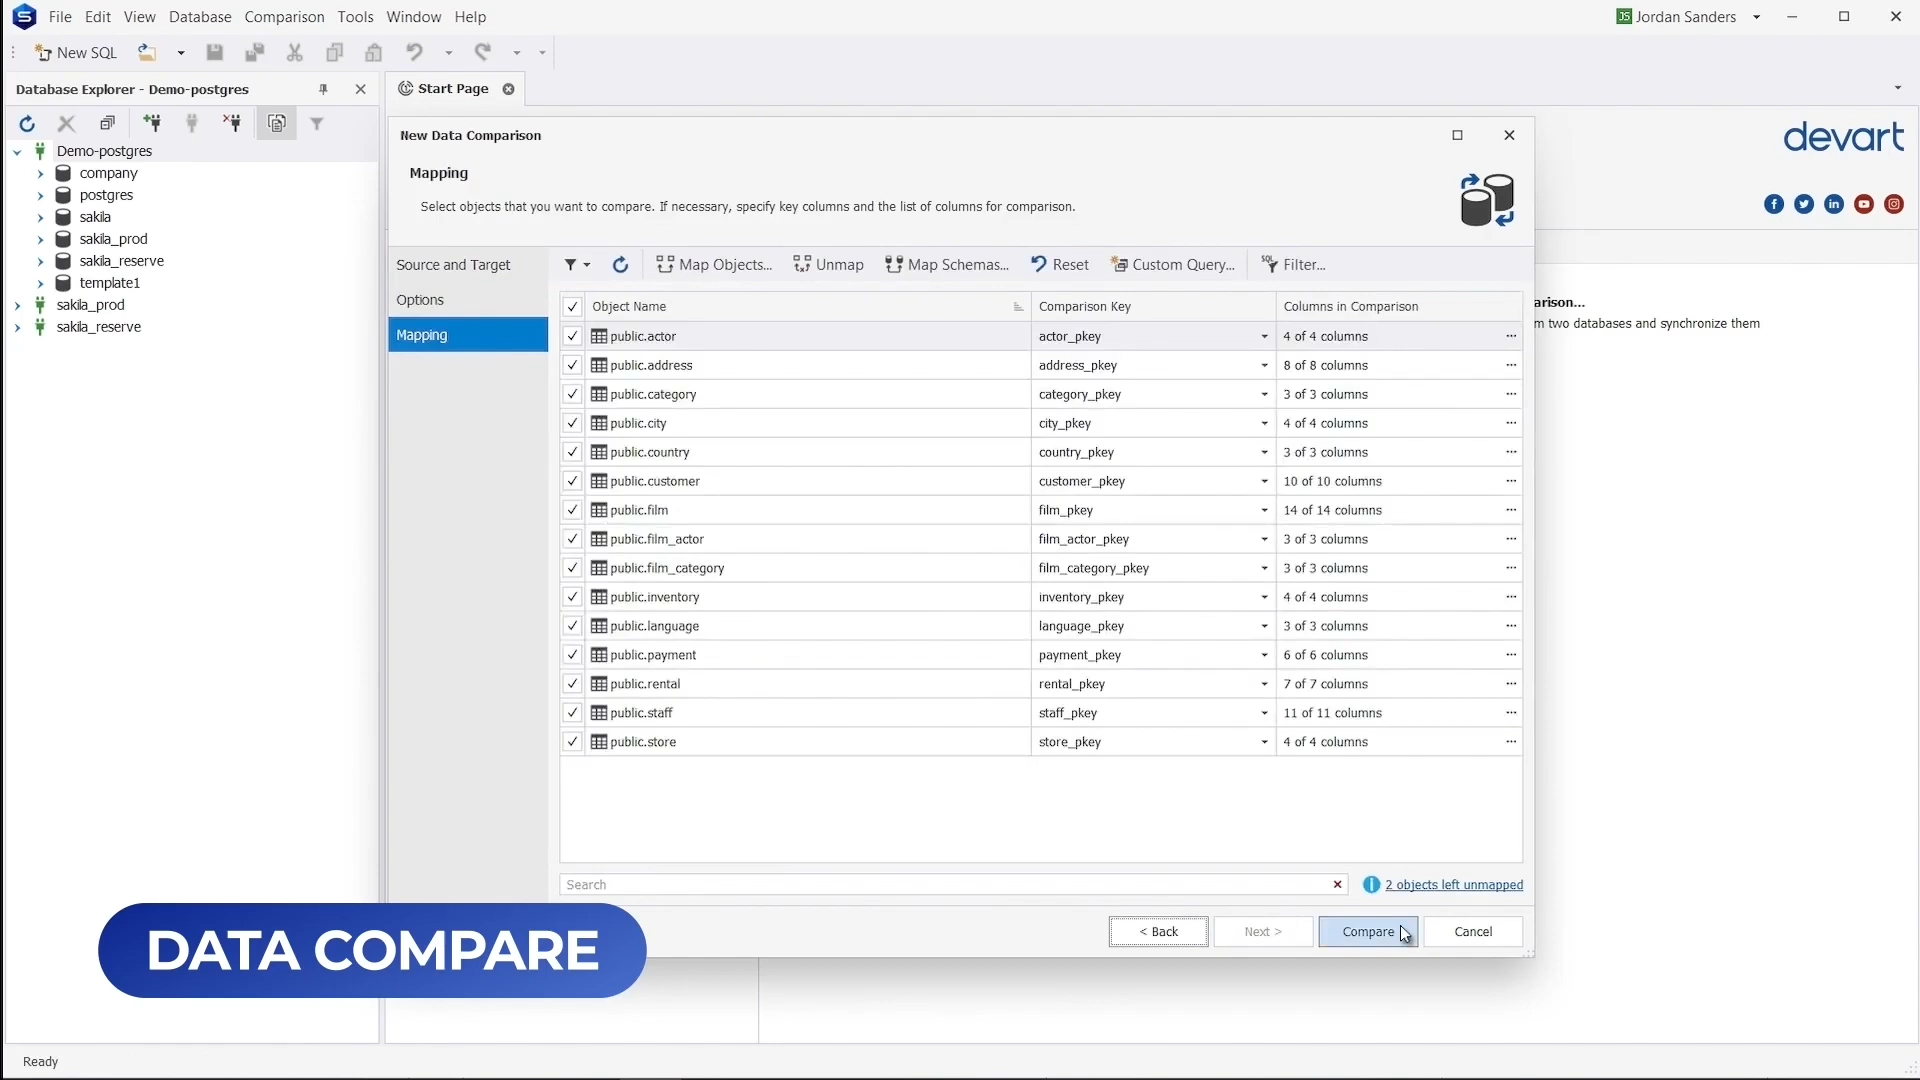 File Edit View Database Comparison Tools Window Help
JS Jordan Sanders
New SQL
Database Explorer - Demo-postgres
Start Page
Demo-postgres
company
postgres
sakila
sakila_prod
sakila_reserve
template1
sakila_prod
sakila_reserve
devart
arison...
m two databases and synchronize them
New Data Comparison
Mapping
Select objects that you want to compare. If necessary, specify key columns and the list of columns for comparison.
Source and Target
Options
Mapping
Map Objects... Unmap Map Schemas... Reset Custom Query... SQL Filter...
Object Name Comparison Key Columns in Comparison
public.actor actor_pkey 4 of 4 columns
public.address address_pkey 8 of 8 columns
public.category category_pkey 3 of 3 columns
public.city city_pkey 4 of 4 columns
public.country country_pkey 3 of 3 columns
public.customer customer_pkey 10 of 10 columns
public.film film_pkey 14 of 14 columns
public.film_actor film_actor_pkey 3 of 3 columns
public.film_category film_category_pkey 3 of 3 columns
public.inventory inventory_pkey 4 of 4 columns
public.language language_pkey 3 of 3 columns
public.payment payment_pkey 6 of 6 columns
public.rental rental_pkey 7 of 7 columns
public.staff staff_pkey 11 of 11 columns
public.store store_pkey 4 of 4 columns
Search
2 objects left unmapped
< Back Next > Compare Cancel
DATA COMPARE
Ready